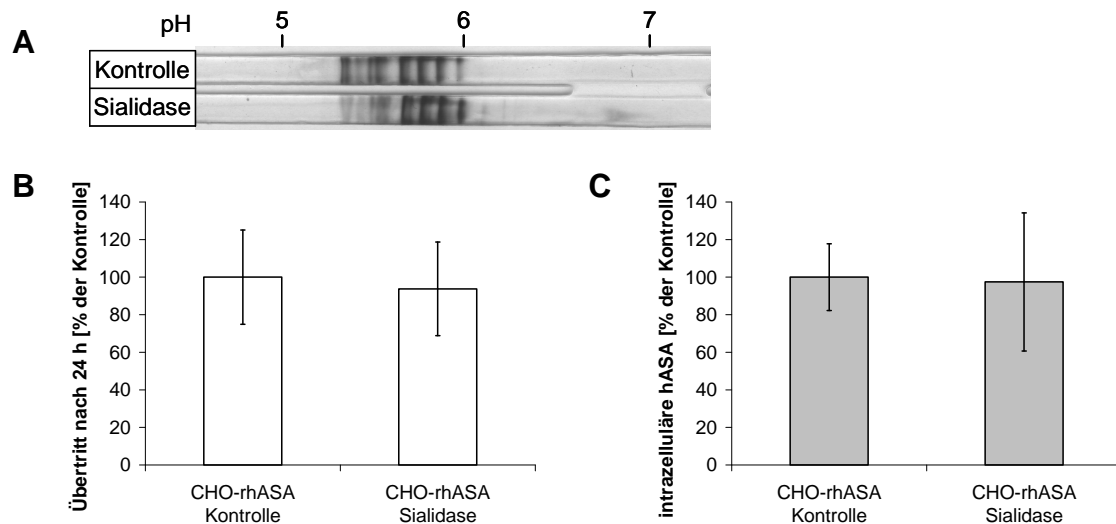 A
pH 5 6 7
Kontrolle
Sialidase
B
Übertritt nach 24 h [% der Kontrolle]
140
120
100
80
60
40
20
0
CHO-rhASA
Kontrolle
CHO-rhASA
Sialidase
C
intrazelluläre hASA [% der Kontrolle]
140
120
100
80
60
40
20
0
CHO-rhASA
Kontrolle
CHO-rhASA
Sialidase